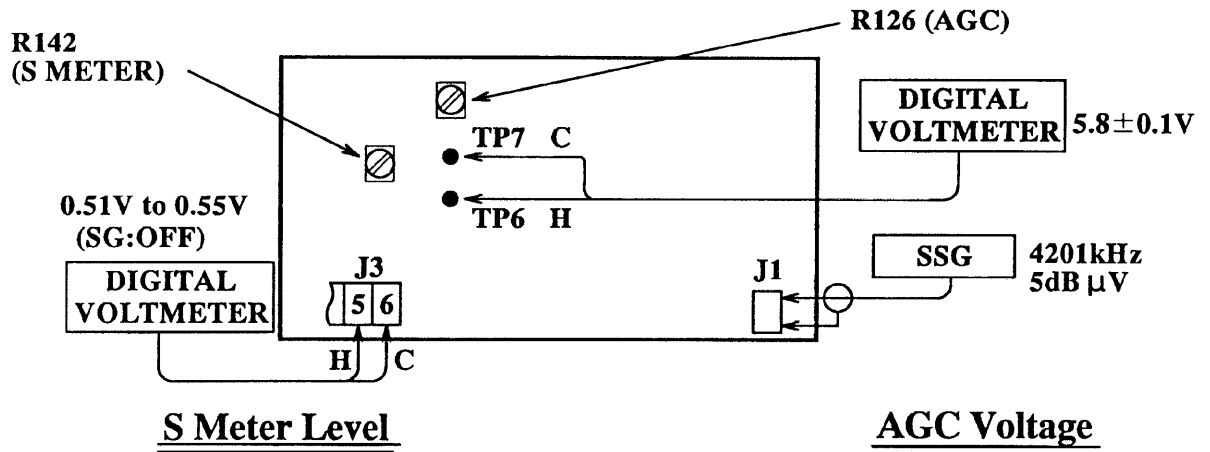 R126 (AGC)
R142
(S METER)
DIGITAL
VOLTMETER
5.8±0.1V
TP7 C
TP6 H
0.51V to 0.55V
(SG:OFF)
DIGITAL
VOLTMETER
J3
5 6
H C
J1
SSG
4201kHz
5dB μV
S Meter Level
AGC Voltage